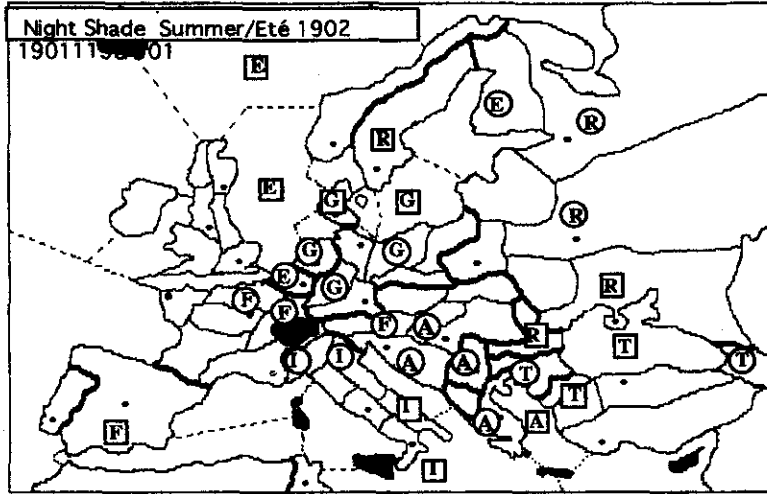 Night Shade Summer/Eté 1902
E
E R
R
E G G R
G G
E G R
F F
F A R T
I I A A T
T T
I A A
F
I